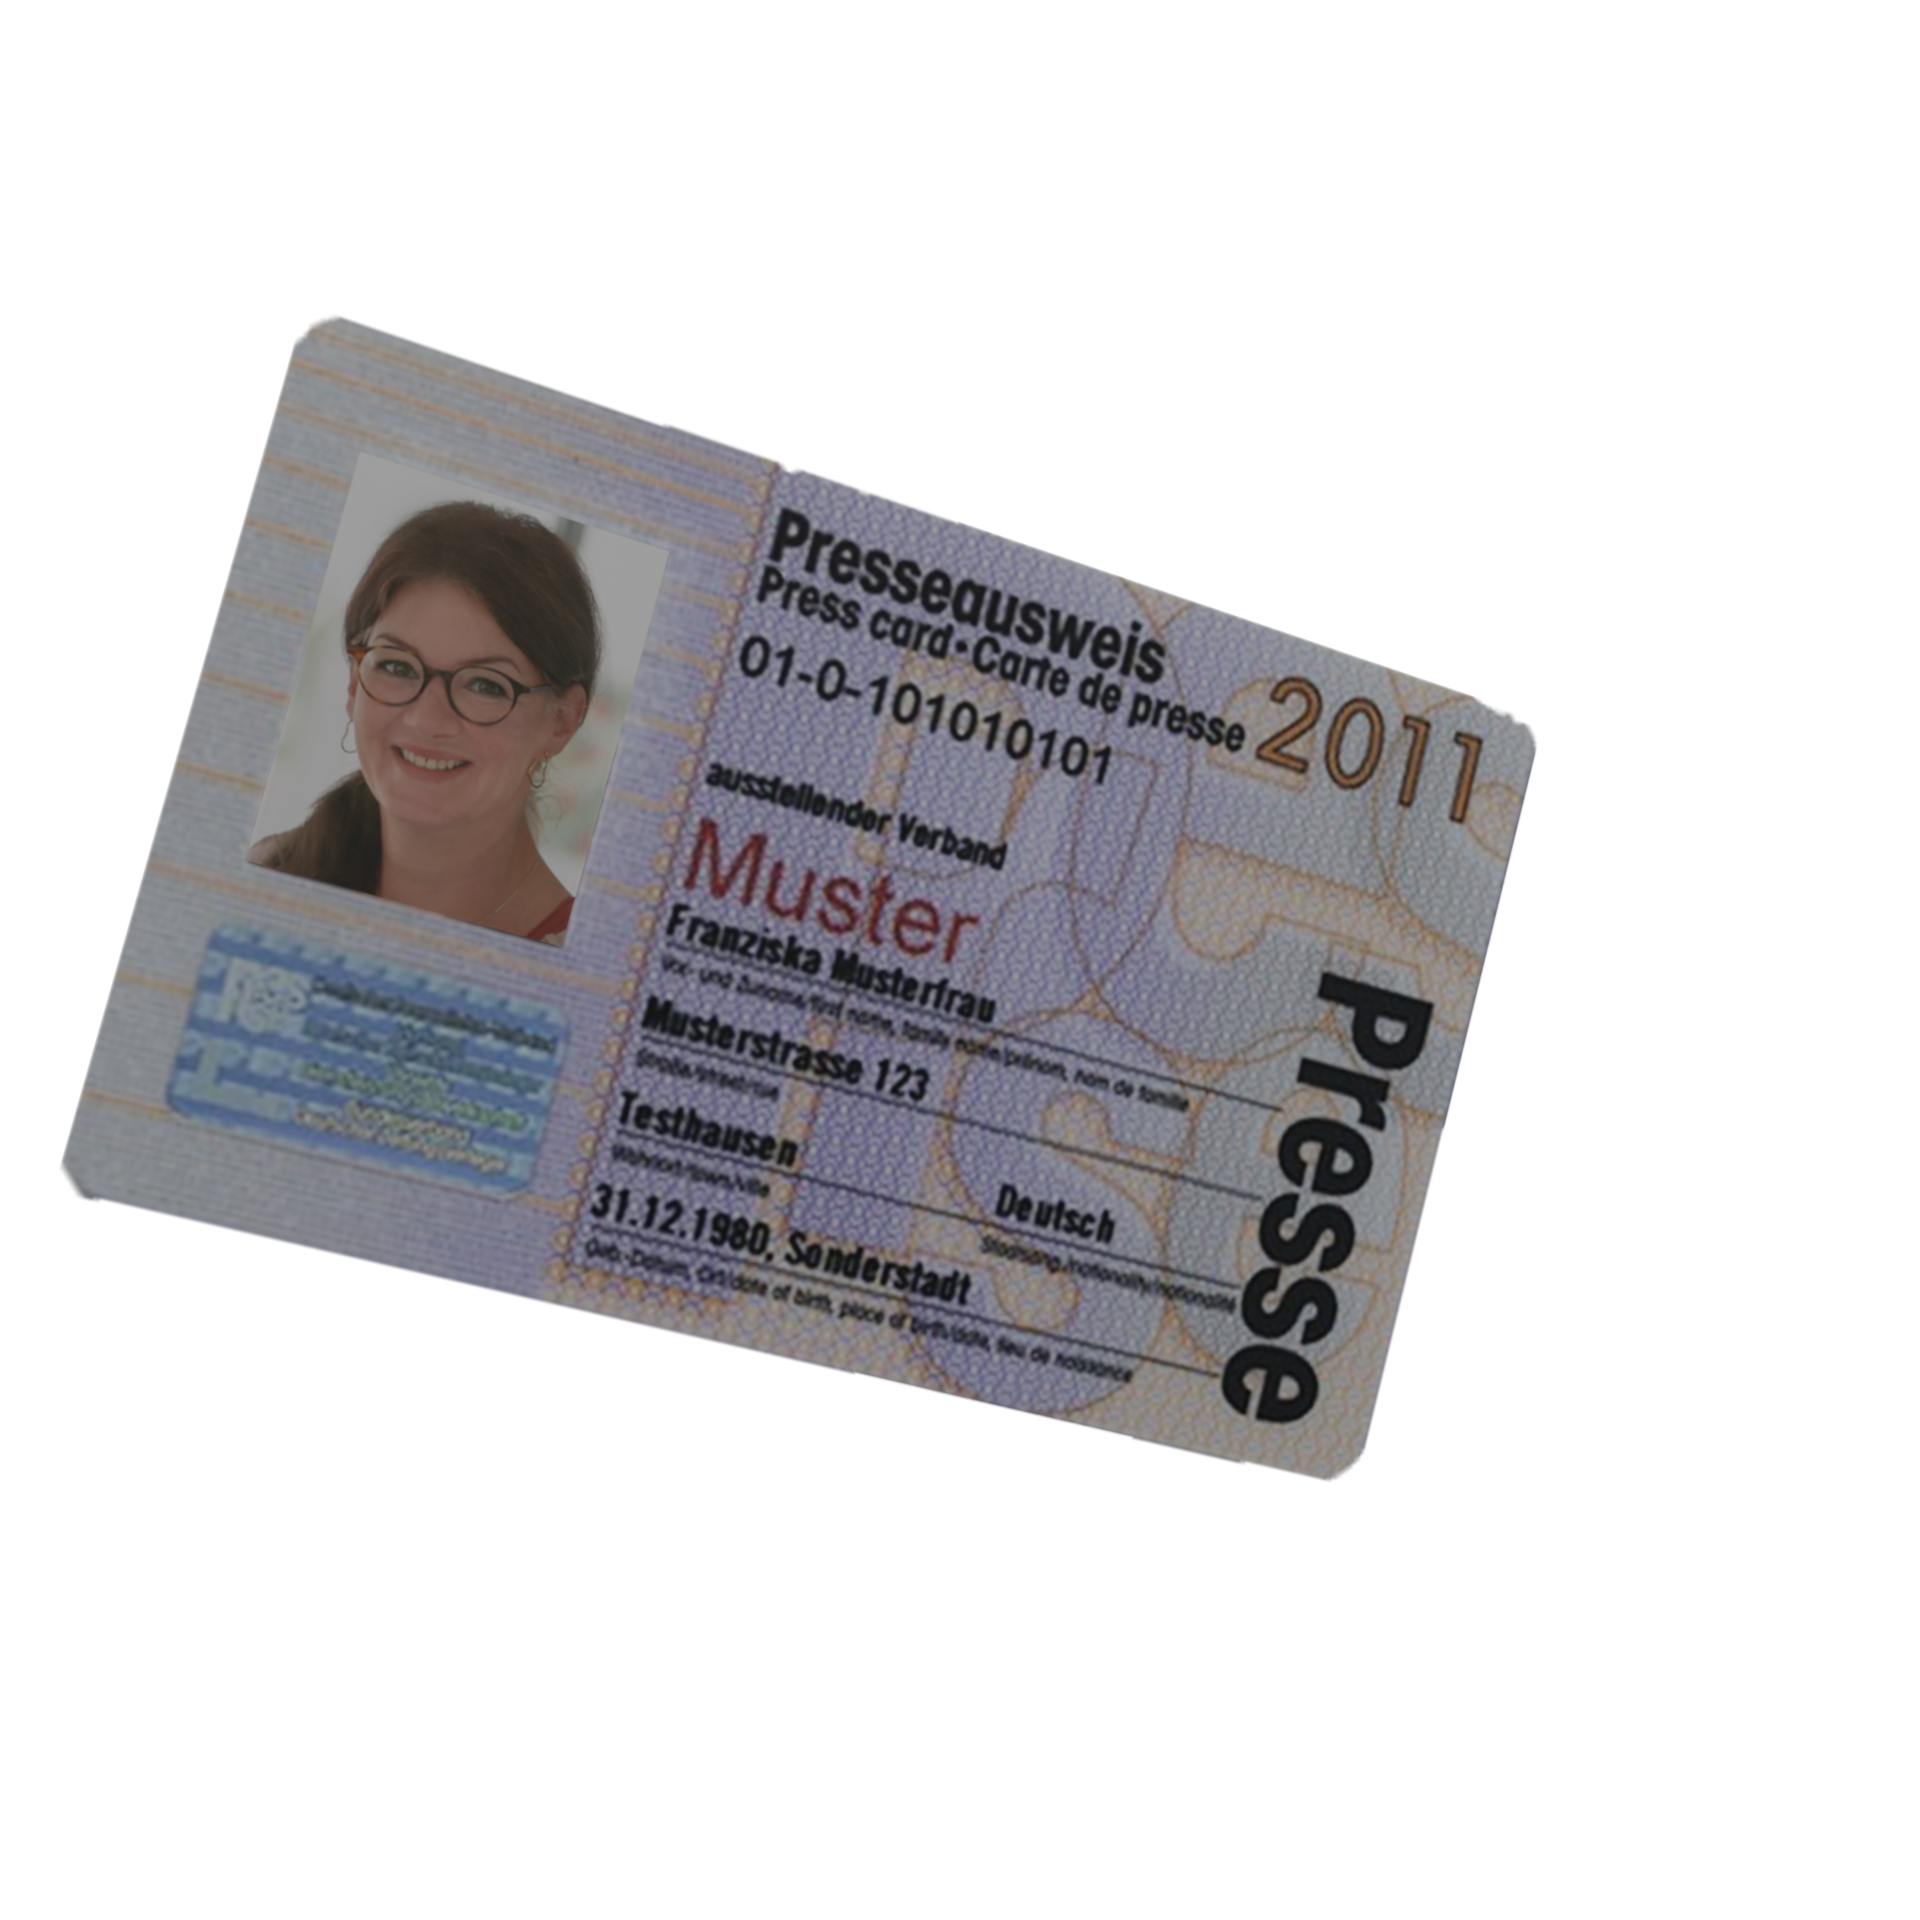 Presseausweis
Press card·Carte de presse
2011
01-0-101010101
ausstellender Verband
Muster
Franziska Musterfrau
Vor- und Zuname/first name, family name/prénom, nom de famille
Musterstrasse 123
Straße/street/rue
Testhausen
Deutsch
Wohnort/town/ville
Staatsang./nationality/nationalité
31.12.1980, Sonderstadt
Geb.-Datum, Ort/date of birth, place of birth/date, lieu de naissance
Presse